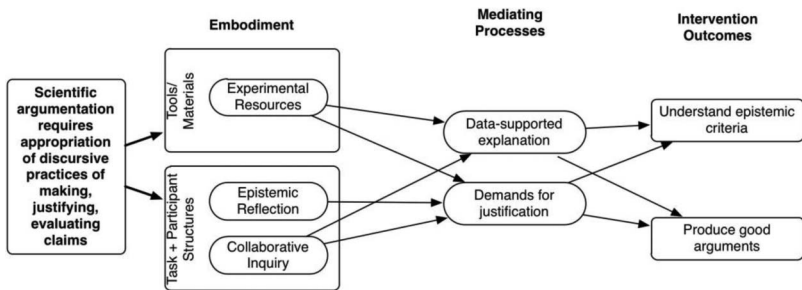 Embodiment
Mediating
Processes
Intervention
Outcomes
Scientific
argumentation
requires
appropriation
of discursive
practices of
making,
justifying,
evaluating
claims
Tools/
Materials
Experimental
Resources
Task + Participant
Structures
Epistemic
Reflection
Collaborative
Inquiry
Data-supported
explanation
Demands for
justification
Understand epistemic
criteria
Produce good
arguments